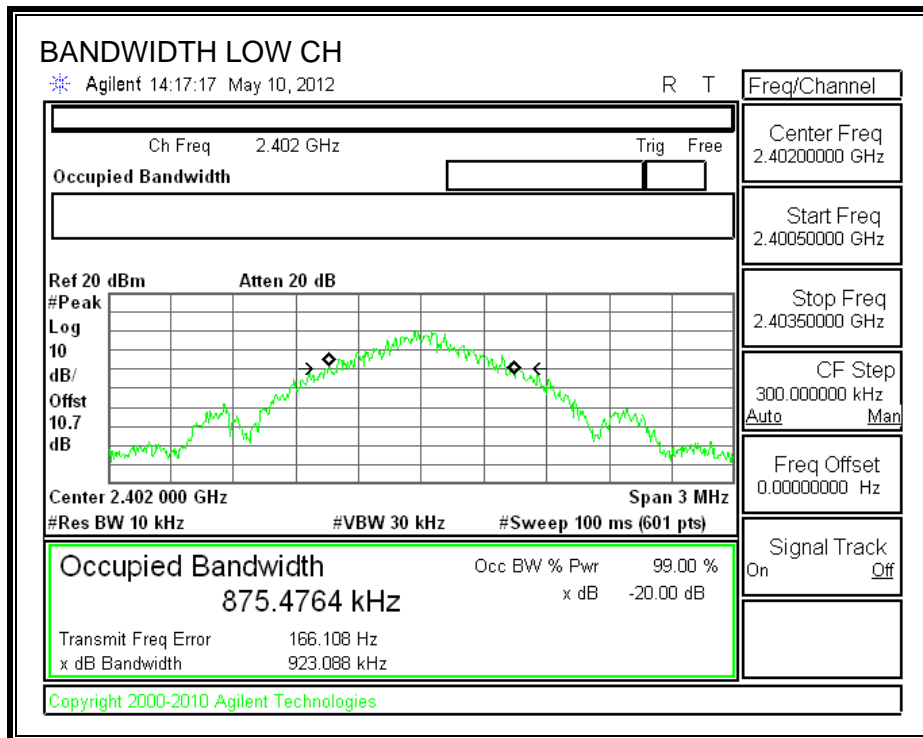 BANDWIDTH LOW CH
Agilent 14:17:17 May 10, 2012 R T
Ch Freq 2.402 GHz Trig Free
Occupied Bandwidth
Ref 20 dBm Atten 20 dB
#Peak
Log
10
dB/
Offst
10.7
dB
Center 2.402 000 GHz Span 3 MHz
#Res BW 10 kHz #VBW 30 kHz #Sweep 100 ms (601 pts)
Occupied Bandwidth Occ BW % Pwr 99.00 %
875.4764 kHz x dB -20.00 dB
Transmit Freq Error 166.108 Hz
x dB Bandwidth 923.088 kHz
Copyright 2000-2010 Agilent Technologies
Freq/Channel
Center Freq
2.40200000 GHz
Start Freq
2.40050000 GHz
Stop Freq
2.40350000 GHz
CF Step
300.000000 kHz
Auto Man
Freq Offset
0.00000000 Hz
Signal Track
On Off